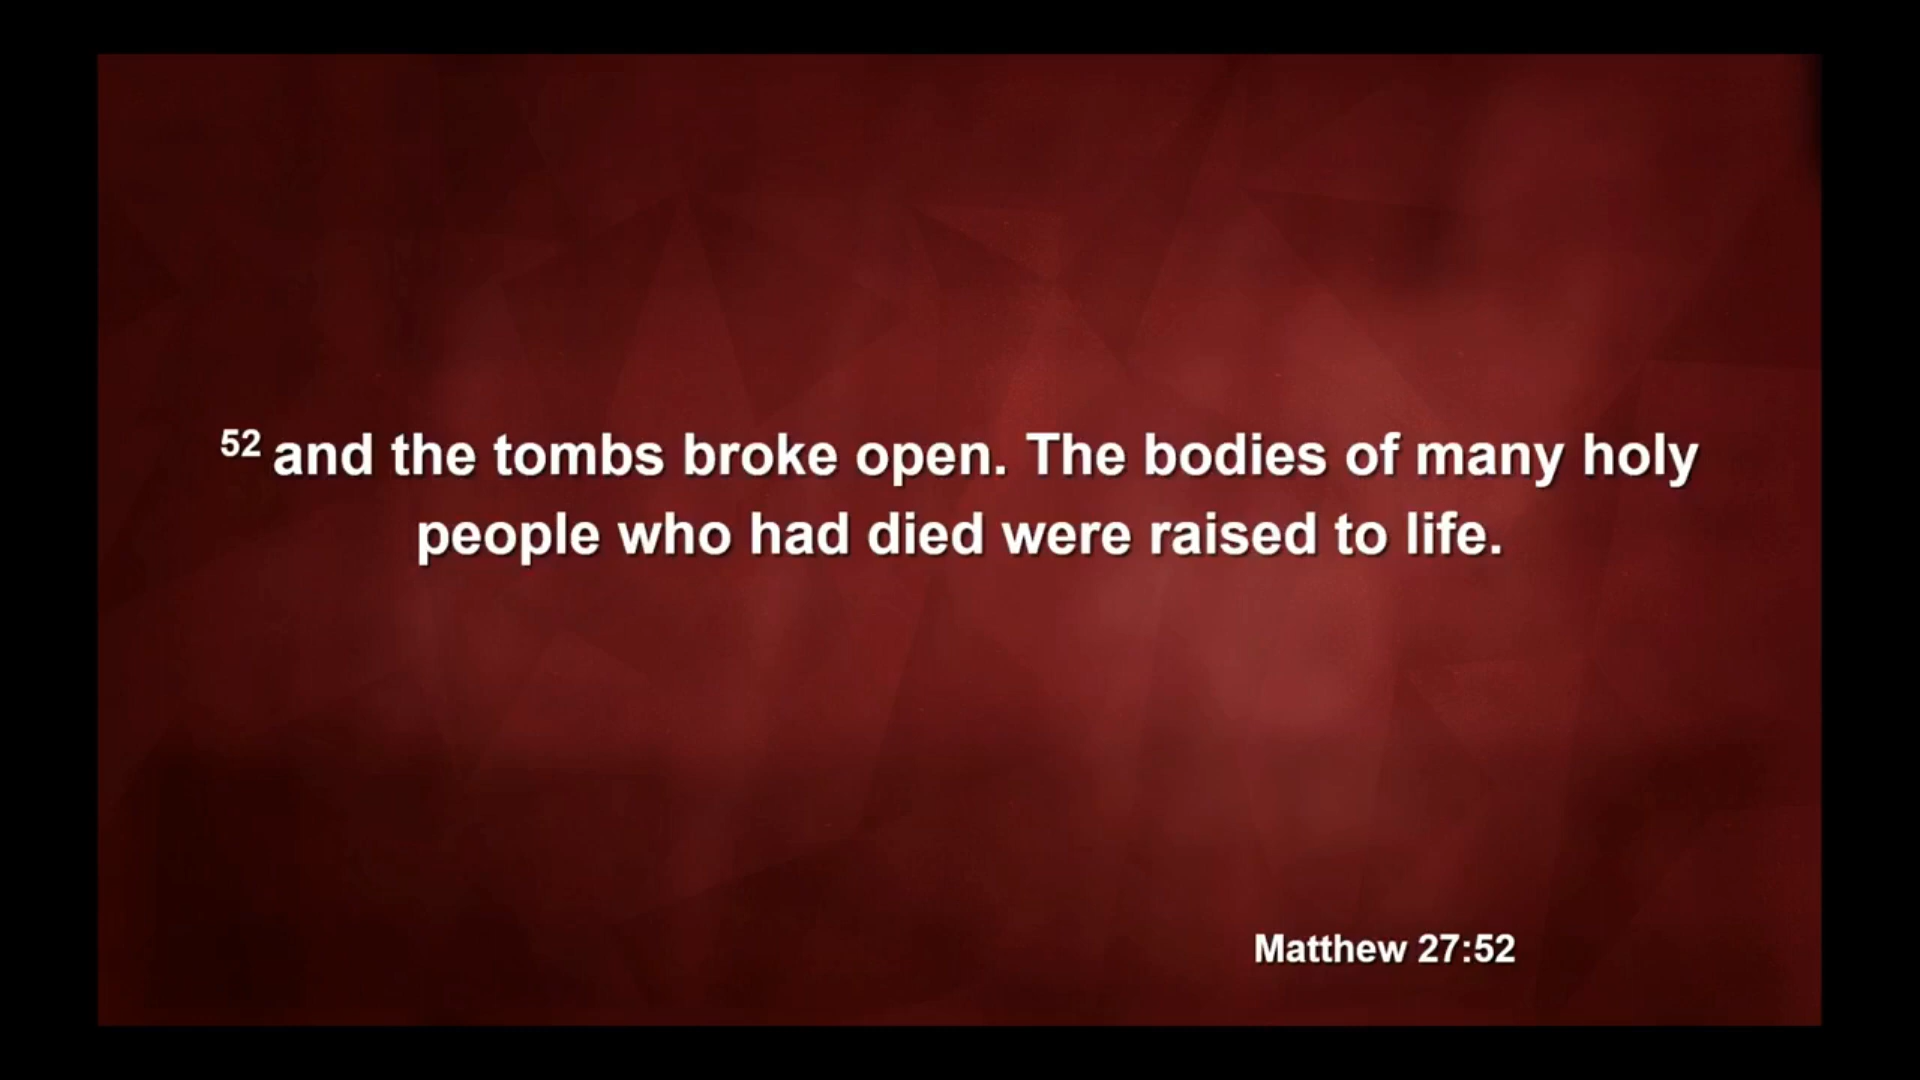 52 and the tombs broke open. The bodies of many holy
people who had died were raised to life.
Matthew 27:52